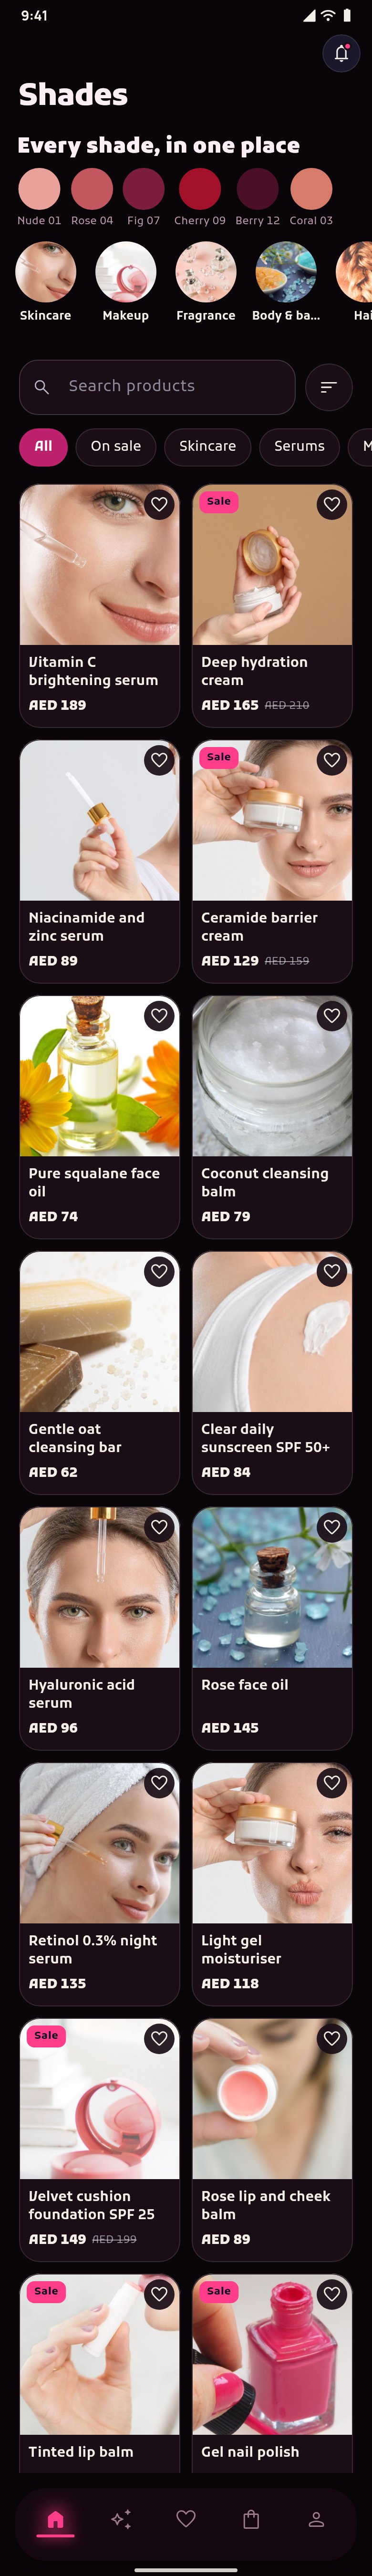 9:41
Shades
Every shade, in one place
Nude 01 Rose 04 Fig 07 Cherry 09 Berry 12 Coral 03
Skincare Makeup Fragrance Body & ba... Hai
Search products
All On sale Skincare Serums M
Vitamin C
brightening serum
AED 189
Sale
Deep hydration
cream
AED 165 AED 210
Niacinamide and
zinc serum
AED 89
Sale
Ceramide barrier
cream
AED 129 AED 159
Pure squalane face
oil
AED 74
Coconut cleansing
balm
AED 79
Gentle oat
cleansing bar
AED 62
Clear daily
sunscreen SPF 50+
AED 84
Hyaluronic acid
serum
AED 96
Rose face oil
AED 145
Retinol 0.3% night
serum
AED 135
Light gel
moisturiser
AED 118
Sale
Velvet cushion
foundation SPF 25
AED 149 AED 199
Rose lip and cheek
balm
AED 89
Sale
Tinted lip balm
Sale
Gel nail polish